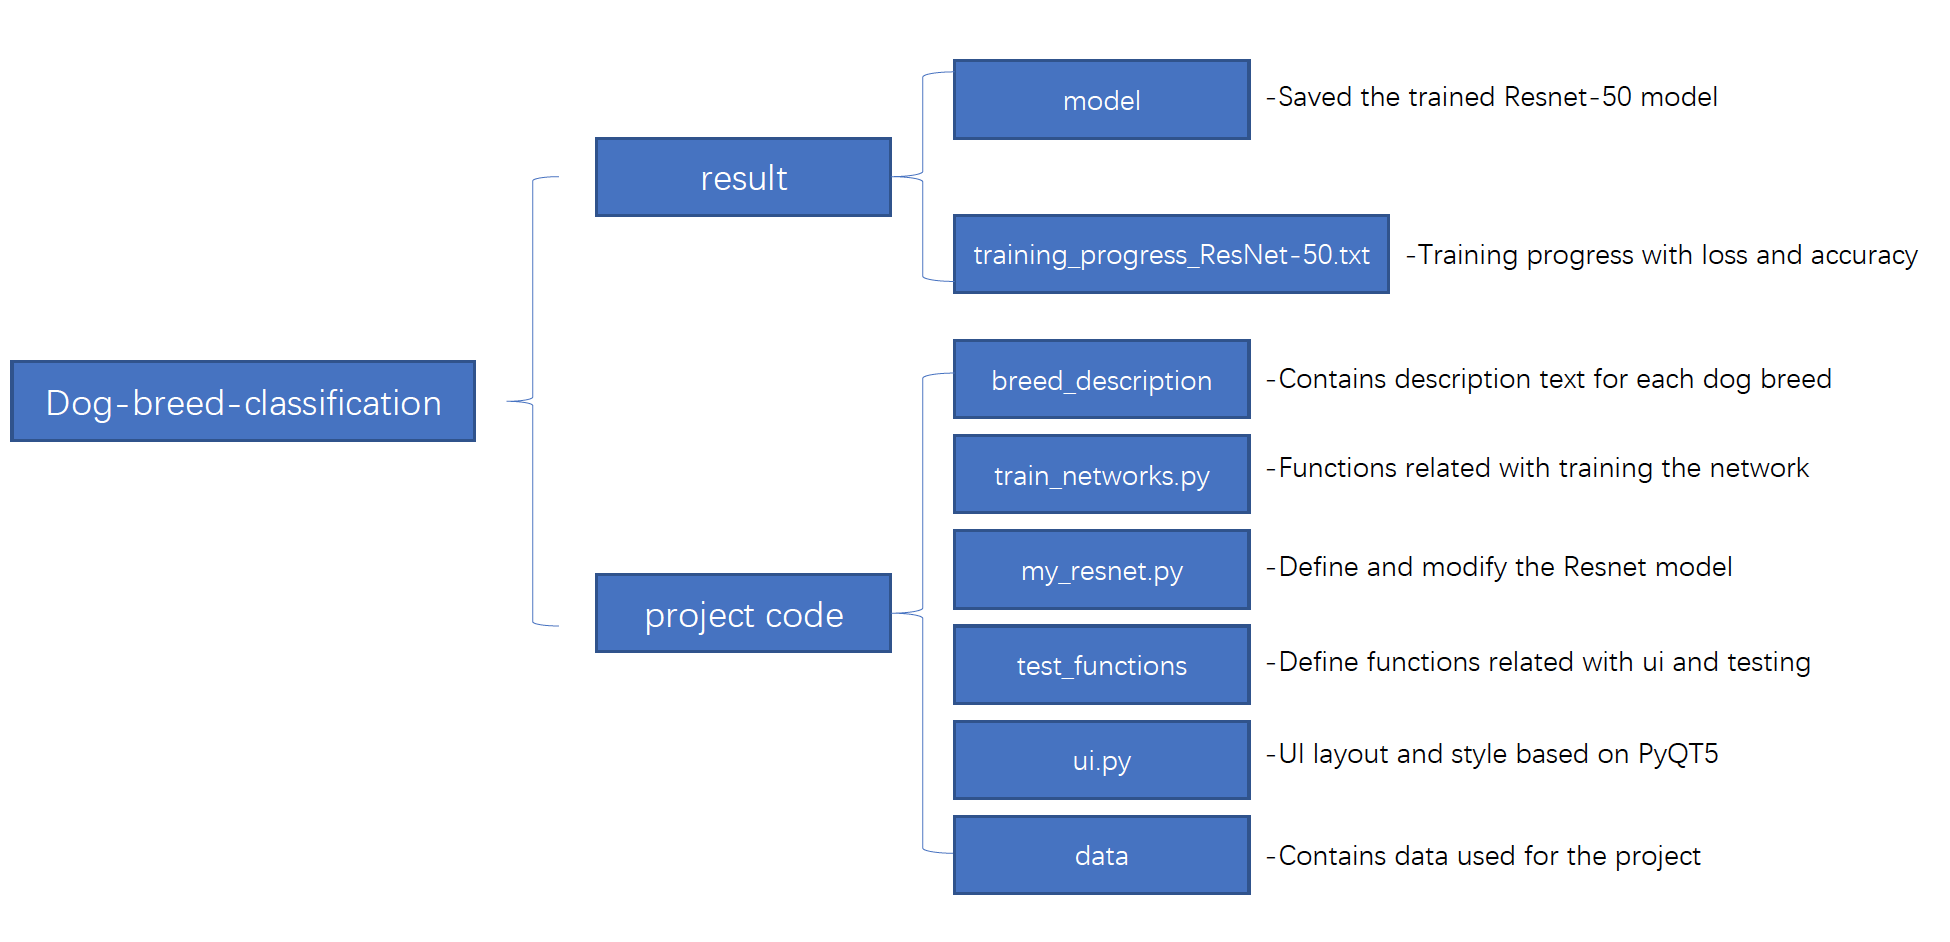 model
-Saved the trained Resnet-50 model
result
training_progress_ResNet-50.txt
-Training progress with loss and accuracy
breed_description
-Contains description text for each dog breed
Dog-breed-classification
train_networks.py
-Functions related with training the network
my_resnet.py
-Define and modify the Resnet model
project code
test_functions
-Define functions related with ui and testing
ui.py
-UI layout and style based on PyQT5
data
-Contains data used for the project